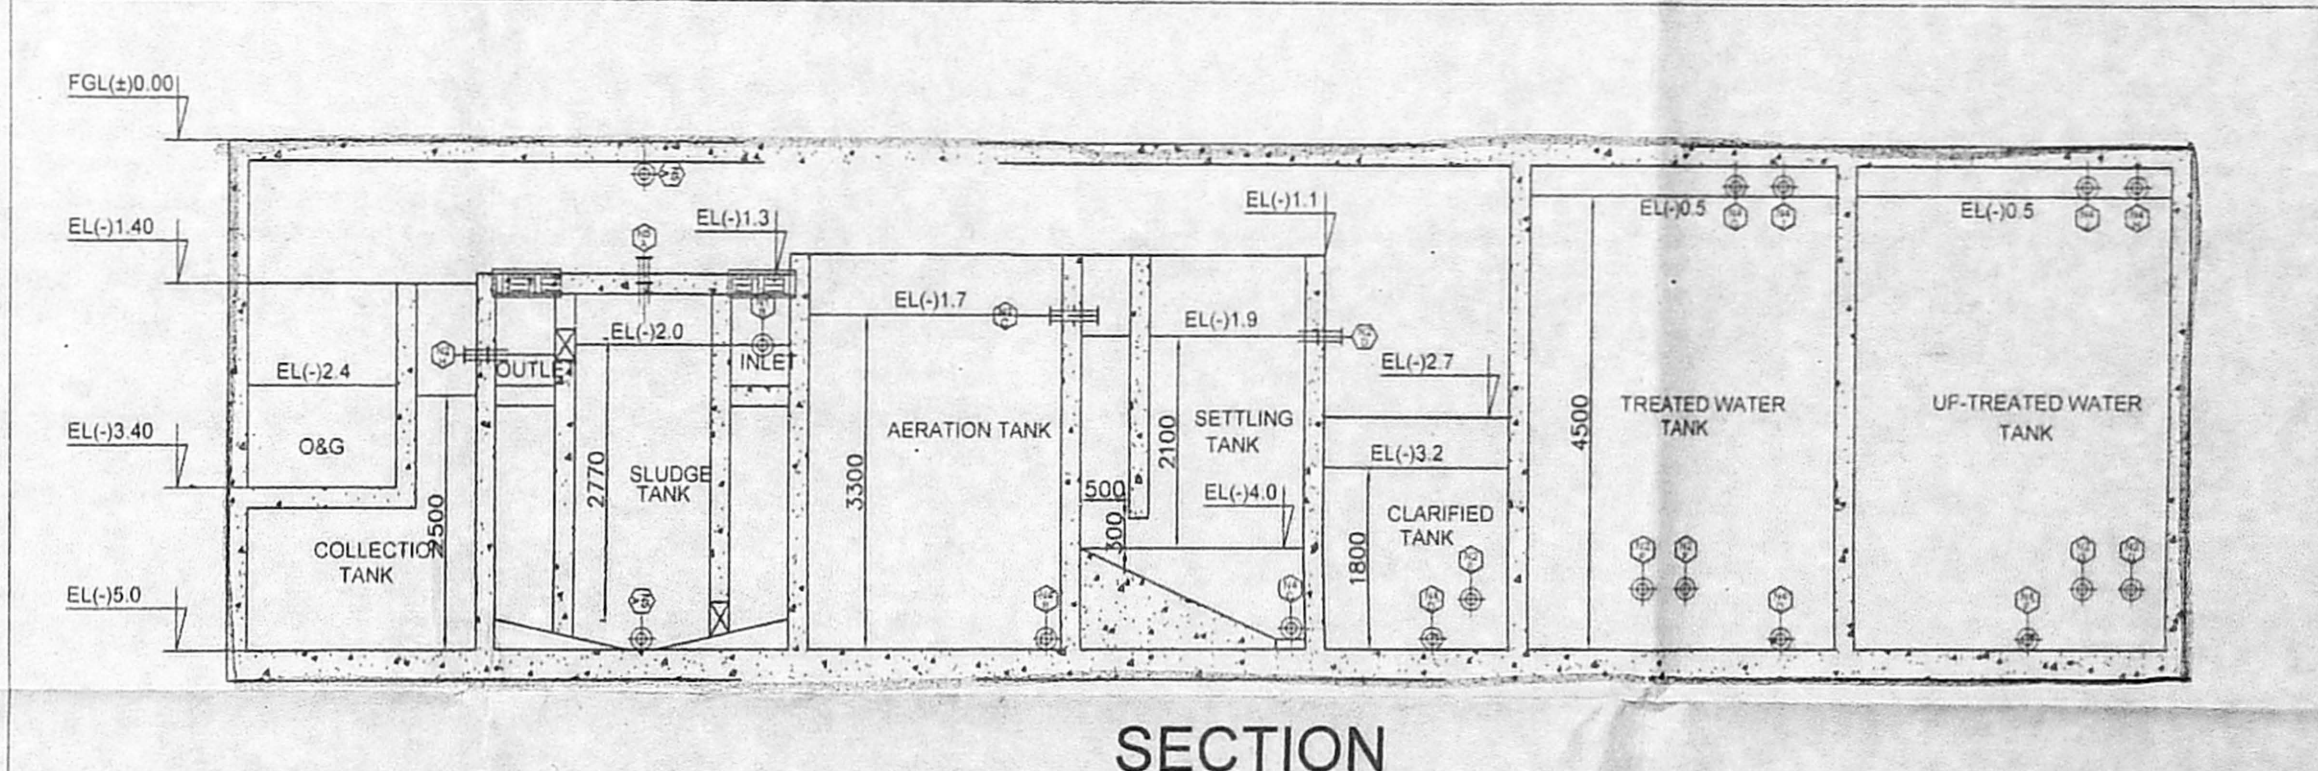 FGL(±)0.00
EL(-)1.40
EL(-)3.40
EL(-)5.0
EL(-)2.4
O&G
COLLECTION
TANK
2500
OUTLET
EL(-)1.3
EL(-)2.0
INLET
2770
SLUDGE
TANK
EL(-)1.7
3300
AERATION TANK
500
300
EL(-)1.1
EL(-)1.9
2100
SETTLING
TANK
EL(-)4.0
EL(-)2.7
EL(-)3.2
CLARIFIED
TANK
1800
EL(-)0.5
4500
TREATED WATER
TANK
EL(-)0.5
UF-TREATED WATER
TANK
SECTION